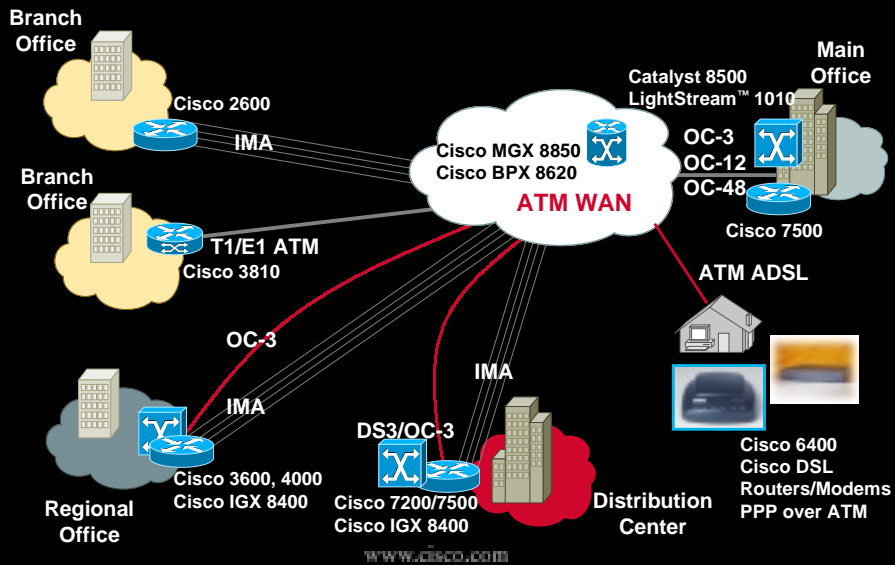 Branch
Office
Cisco 2600
IMA
Branch
Office
T1/E1 ATM
Cisco 3810
Cisco MGX 8850
Cisco BPX 8620
ATM WAN
Catalyst 8500
LightStream™ 1010
Main
Office
OC-3
OC-12
OC-48
Cisco 7500
ATM ADSL
OC-3
IMA
Regional
Office
Cisco 3600, 4000
Cisco IGX 8400
IMA
DS3/OC-3
Cisco 7200/7500
Cisco IGX 8400
Distribution
Center
Cisco 6400
Cisco DSL
Routers/Modems
PPP over ATM
www.cisco.com